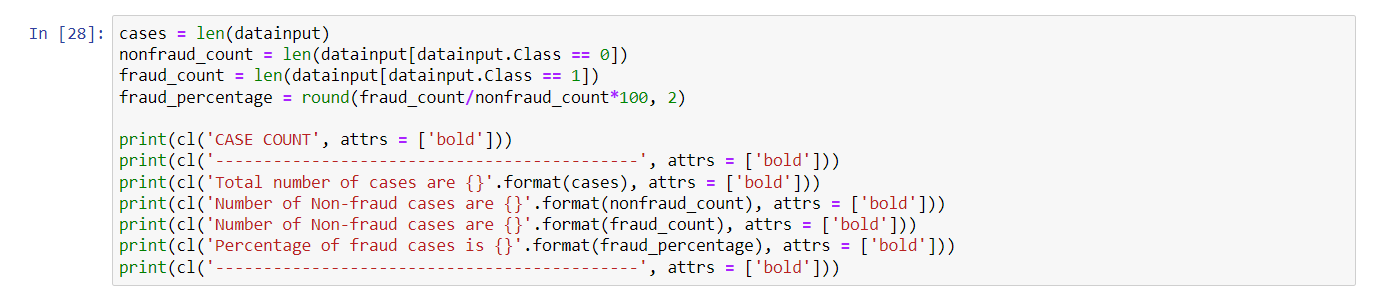 In [28]: cases = len(datainput)
nonfraud_count = len(datainput[datainput.Class == 0])
fraud_count = len(datainput[datainput.Class == 1])
fraud_percentage = round(fraud_count/nonfraud_count*100, 2)
print(cl('CASE COUNT', attrs = ['bold']))
print(cl('--------------------------------------------', attrs = ['bold']))
print(cl('Total number of cases are {}'.format(cases), attrs = ['bold']))
print(cl('Number of Non-fraud cases are {}'.format(nonfraud_count), attrs = ['bold']))
print(cl('Number of Non-fraud cases are {}'.format(fraud_count), attrs = ['bold']))
print(cl('Percentage of fraud cases is {}'.format(fraud_percentage), attrs = ['bold']))
print(cl('--------------------------------------------', attrs = ['bold']))